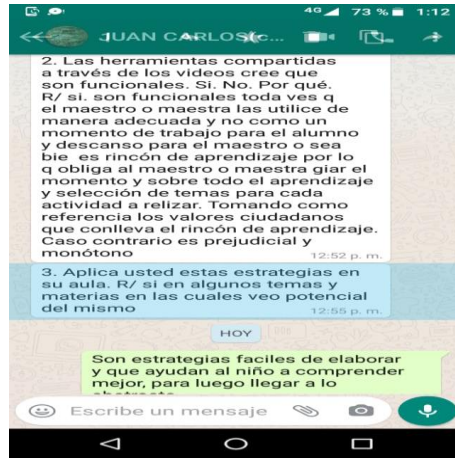 4G 73 % 1:12
JUAN CARLOS(c...
2. Las herramientas compartidas
a través de los videos cree que
son funcionales. Si. No. Por qué.
R/ si. son funcionales toda ves q
el maestro o maestra las utilice de
manera adecuada y no como un
momento de trabajo para el alumno
y descanso para el maestro o sea
bie es rincón de aprendizaje por lo
q obliga al maestro o maestra giar el
momento y sobre todo el aprendizaje
y selección de temas para cada
actividad a relizar. Tomando como
referencia los valores ciudadanos
que conlleva el rincón de aprendizaje.
Caso contrario es prejudicial y
monótono
12:52 p. m.
3. Aplica usted estas estrategias en
su aula. R/ si en algunos temas y
materias en las cuales veo potencial
del mismo
12:55 p. m.
HOY
Son estrategias faciles de elaborar
y que ayudan al niño a comprender
mejor, para luego llegar a lo
Escribe un mensaje